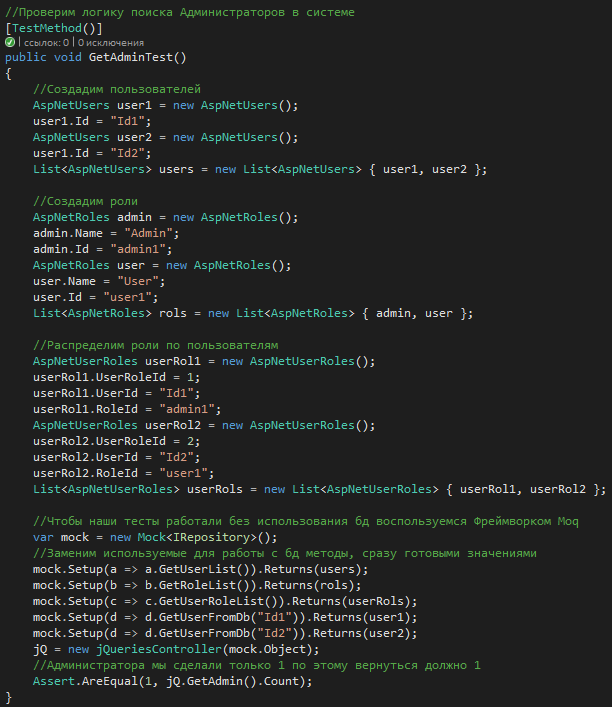 //Проверим логику поиска Администраторов в системе
[TestMethod()]
ссылок: 0 | 0 исключения
public void GetAdminTest()
{
    //Создадим пользователей
    AspNetUsers user1 = new AspNetUsers();
    user1.Id = "Id1";
    AspNetUsers user2 = new AspNetUsers();
    user1.Id = "Id2";
    List<AspNetUsers> users = new List<AspNetUsers> { user1, user2 };
    //Создадим роли
    AspNetRoles admin = new AspNetRoles();
    admin.Name = "Admin";
    admin.Id = "admin1";
    AspNetRoles user = new AspNetRoles();
    user.Name = "User";
    user.Id = "user1";
    List<AspNetRoles> rols = new List<AspNetRoles> { admin, user };
    //Распределим роли по пользователям
    AspNetUserRoles userRol1 = new AspNetUserRoles();
    userRol1.UserRoleId = 1;
    userRol1.UserId = "Id1";
    userRol1.RoleId = "admin1";
    AspNetUserRoles userRol2 = new AspNetUserRoles();
    userRol2.UserRoleId = 2;
    userRol2.UserId = "Id2";
    userRol2.RoleId = "user1";
    List<AspNetUserRoles> userRols = new List<AspNetUserRoles> { userRol1, userRol2 };
    //Чтобы наши тесты работали без использования бд воспользуемся Фреймворком Moq
    var mock = new Mock<IRepository>();
    //Заменим используемые для работы с бд методы, сразу готовыми значениями
    mock.Setup(a => a.GetUserList()).Returns(users);
    mock.Setup(b => b.GetRoleList()).Returns(rols);
    mock.Setup(c => c.GetUserRoleList()).Returns(userRols);
    mock.Setup(d => d.GetUserFromDb("Id1")).Returns(user1);
    mock.Setup(d => d.GetUserFromDb("Id2")).Returns(user2);
    jQ = new jQueriesController(mock.Object);
    //Администратора мы сделали только 1 по этому вернуться должно 1
    Assert.AreEqual(1, jQ.GetAdmin().Count);
}